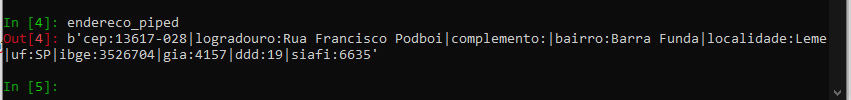 In [4]: endereco_piped
Out[4]: b'cep:13617-028|logradouro:Rua Francisco Podboi|complemento:|bairro:Barra Funda|localidade:Leme
|uf:SP|ibge:3526704|gia:4157|ddd:19|siafi:6635'
In [5]: